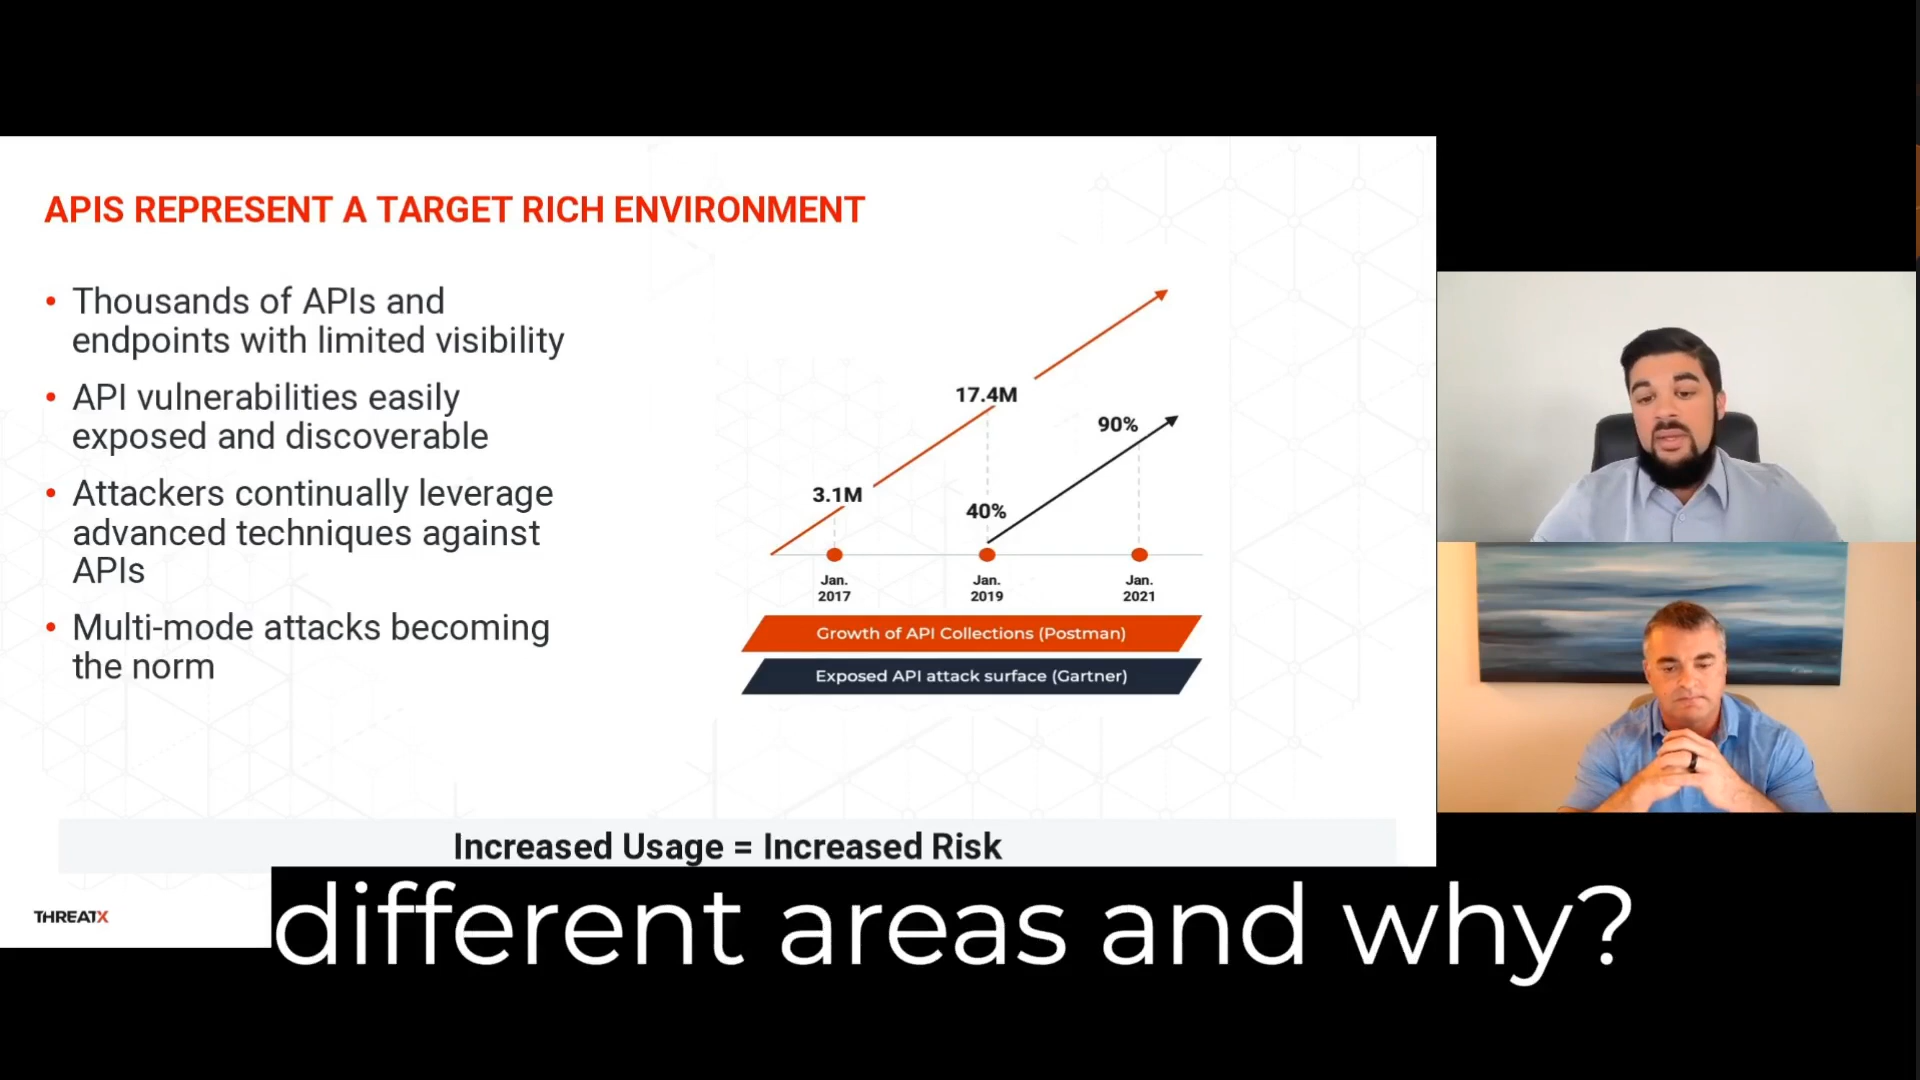 APIS REPRESENT A TARGET RICH ENVIRONMENT
• Thousands of APIs and
endpoints with limited visibility
• API vulnerabilities easily
exposed and discoverable
• Attackers continually leverage
advanced techniques against
APIs
• Multi-mode attacks becoming
the norm
17.4M
90%
3.1M
40%
Jan.
2017
Jan.
2019
Jan.
2021
Growth of API Collections (Postman)
Exposed API attack surface (Gartner)
Increased Usage = Increased Risk
THREATX
different areas and why?